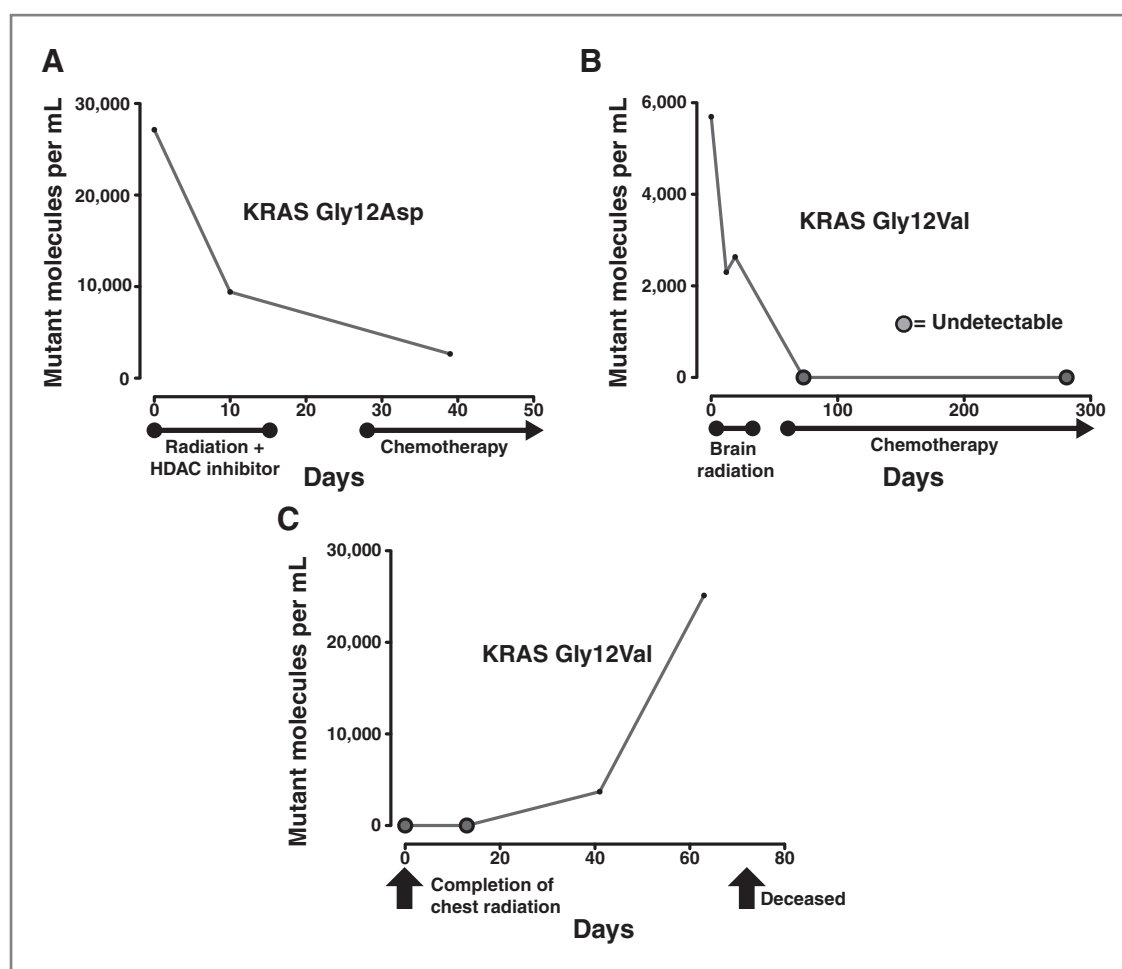 A
Mutant molecules per mL
30,000
20,000
10,000
0
KRAS Gly12Asp
0 10 20 30 40 50
Radiation +
HDAC inhibitor
Chemotherapy
Days
B
Mutant molecules per mL
6,000
4,000
2,000
0
KRAS Gly12Val
= Undetectable
0 100 200 300
Brain
radiation
Chemotherapy
Days
C
Mutant molecules per mL
30,000
20,000
10,000
0
KRAS Gly12Val
0 20 40 60 80
Completion of
chest radiation
Deceased
Days